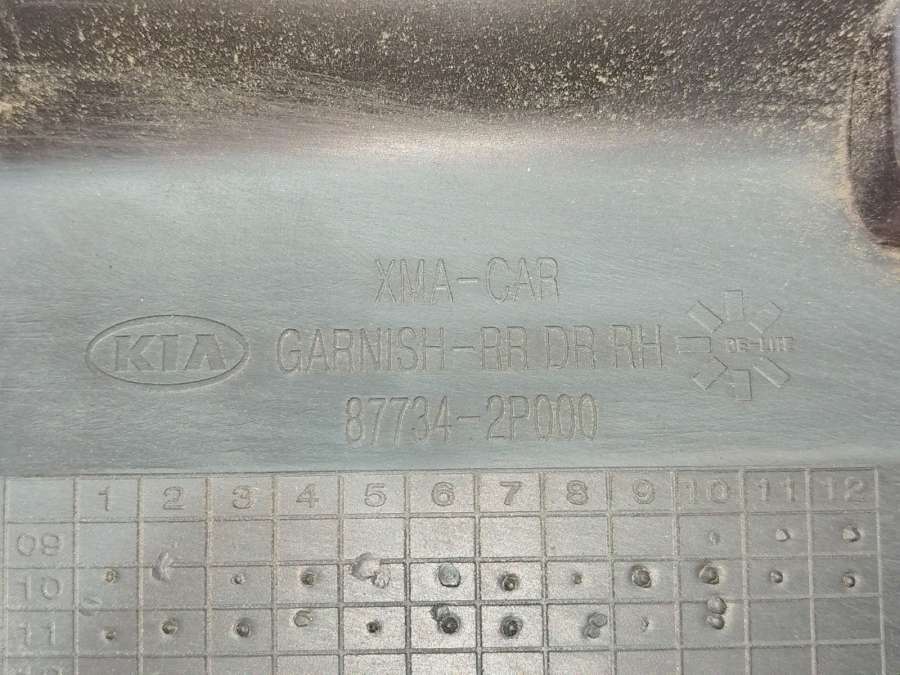 XMA-CAR
KIA
GARNISH-RR DR RH
87734-2P000
1 2 3 4 5 6 7 8 9 10 11 12
09
10
11